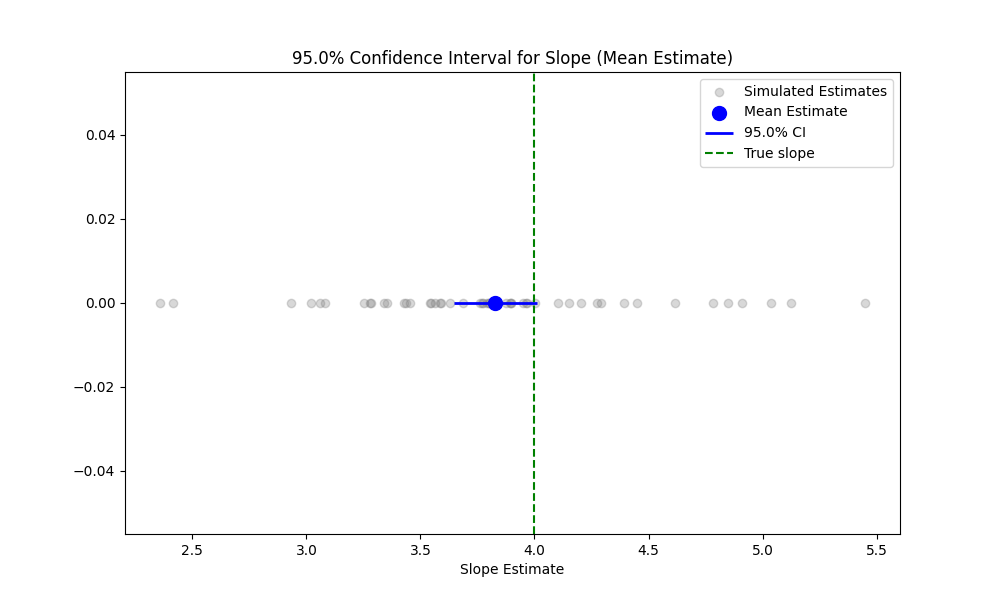 95.0% Confidence Interval for Slope (Mean Estimate)
Simulated Estimates
Mean Estimate
95.0% CI
True slope
0.04
0.02
0.00
−0.02
−0.04
2.5 3.0 3.5 4.0 4.5 5.0 5.5
Slope Estimate